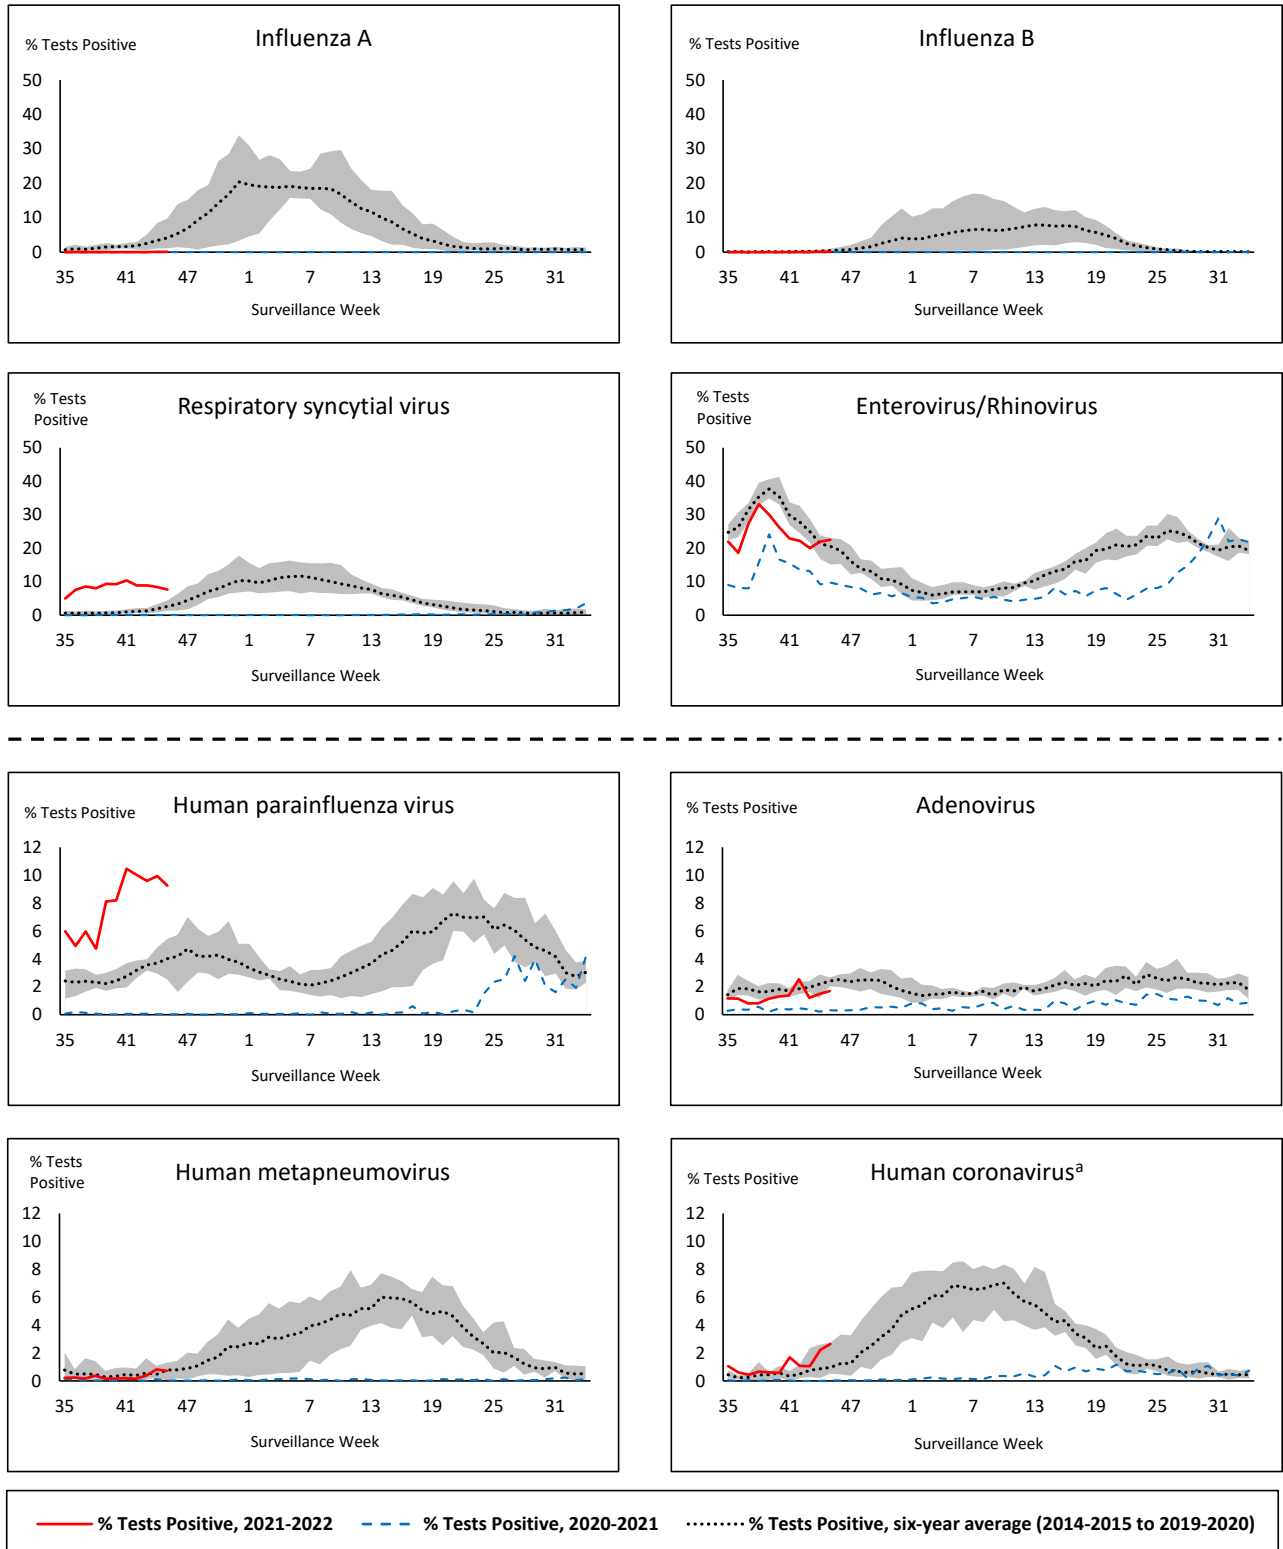 Influenza A
% Tests Positive
50
40
30
20
10
0
35 41 47 1 7 13 19 25 31
Surveillance Week
Influenza B
% Tests Positive
50
40
30
20
10
0
35 41 47 1 7 13 19 25 31
Surveillance Week
Respiratory syncytial virus
% Tests
Positive
50
40
30
20
10
0
35 41 47 1 7 13 19 25 31
Surveillance Week
Enterovirus/Rhinovirus
% Tests
Positive
50
40
30
20
10
0
35 41 47 1 7 13 19 25 31
Surveillance Week
Human parainfluenza virus
% Tests Positive
12
10
8
6
4
2
0
35 41 47 1 7 13 19 25 31
Surveillance Week
Adenovirus
% Tests Positive
12
10
8
6
4
2
0
35 41 47 1 7 13 19 25 31
Surveillance Week
Human metapneumovirus
% Tests
Positive
12
10
8
6
4
2
0
35 41 47 1 7 13 19 25 31
Surveillance Week
Human coronavirusᵃ
% Tests Positive
12
10
8
6
4
2
0
35 41 47 1 7 13 19 25 31
Surveillance Week
% Tests Positive, 2021-2022 % Tests Positive, 2020-2021 % Tests Positive, six-year average (2014-2015 to 2019-2020)